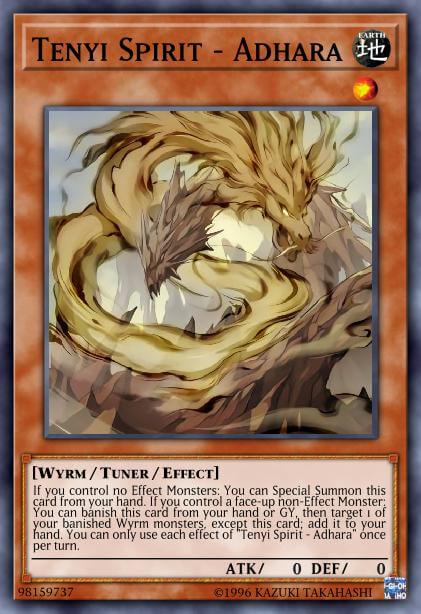 Tenyi Spirit - Adhara
EARTH
地
[Wyrm / Tuner / Effect]
If you control no Effect Monsters: You can Special Summon this
card from your hand. If you control a face-up non-Effect Monster:
You can banish this card from your hand or GY, then target 1 of
your banished Wyrm monsters, except this card; add it to your
hand. You can only use each effect of "Tenyi Spirit - Adhara" once
per turn.
ATK/ 0 DEF/ 0
98159737
©1996 KAZUKI TAKAHASHI